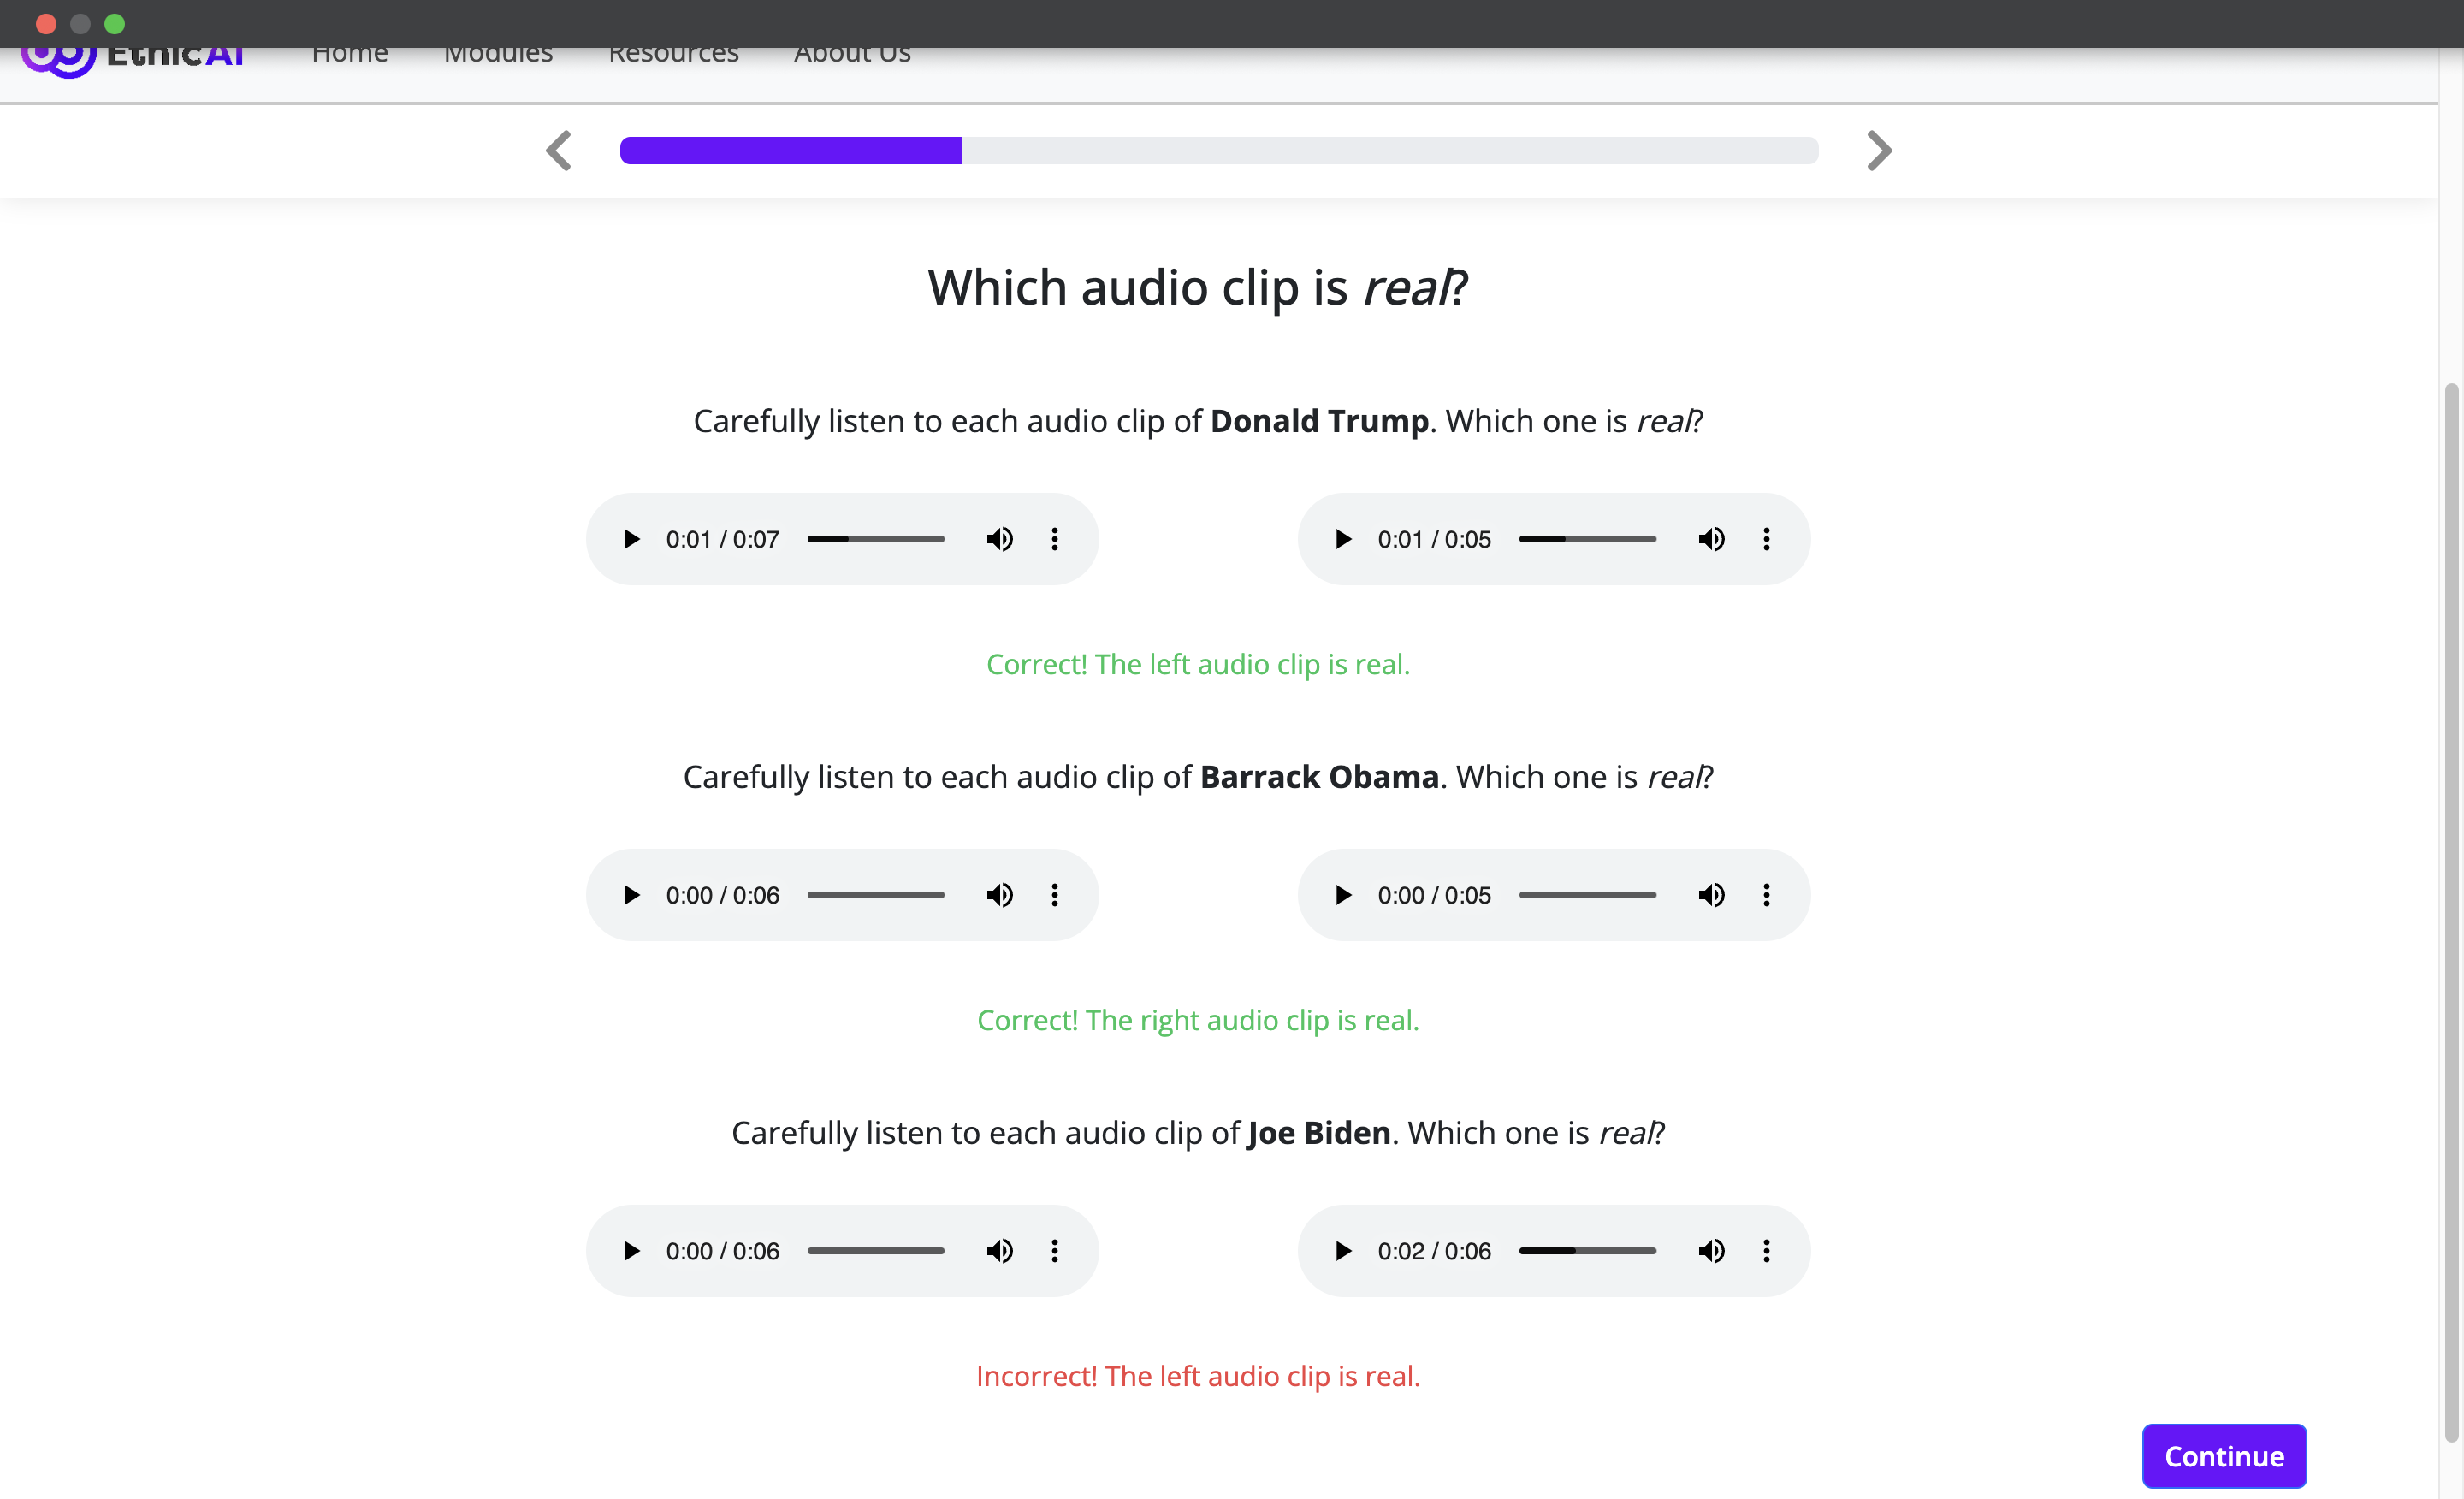 EthicAI Home Modules Resources About Us
Which audio clip is real?
Carefully listen to each audio clip of Donald Trump. Which one is real?
0:01 / 0:07 0:01 / 0:05
Correct! The left audio clip is real.
Carefully listen to each audio clip of Barrack Obama. Which one is real?
0:00 / 0:06 0:00 / 0:05
Correct! The right audio clip is real.
Carefully listen to each audio clip of Joe Biden. Which one is real?
0:00 / 0:06 0:02 / 0:06
Incorrect! The left audio clip is real.
Continue